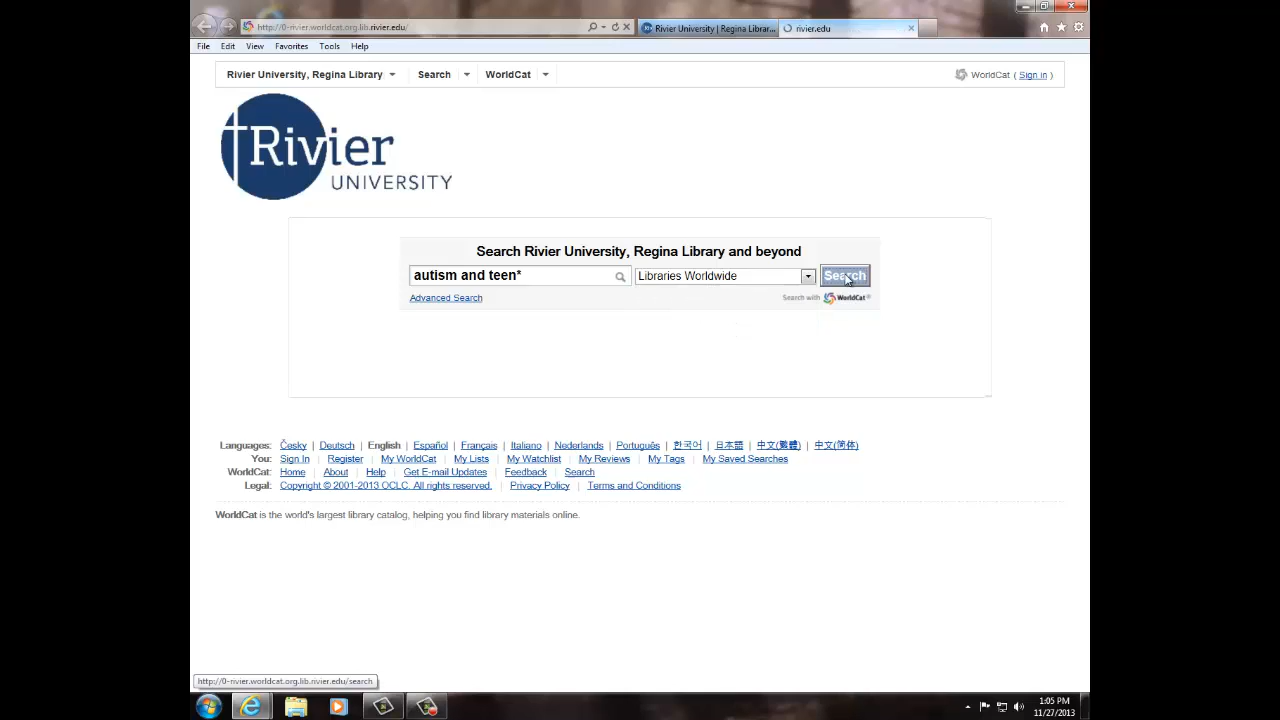 http://0-rivier.worldcat.org.lib.rivier.edu/
Rivier University | Regina Librar...
rivier.edu
File Edit View Favorites Tools Help
Rivier University, Regina Library Search WorldCat WorldCat ( Sign in )
Rivier
UNIVERSITY
Search Rivier University, Regina Library and beyond
autism and teen* Libraries Worldwide Search
Advanced Search Search with WorldCat®
Languages: Česky | Deutsch | English | Español | Français | Italiano | Nederlands | Português | 한국어 | 日本語 | 中文(繁體) | 中文(简体)
You: Sign In | Register | My WorldCat | My Lists | My Watchlist | My Reviews | My Tags | My Saved Searches
WorldCat: Home | About | Help | Get E-mail Updates | Feedback | Search
Legal: Copyright © 2001-2013 OCLC. All rights reserved. | Privacy Policy | Terms and Conditions
WorldCat is the world's largest library catalog, helping you find library materials online.
http://0-rivier.worldcat.org.lib.rivier.edu/search
1:05 PM
11/27/2013